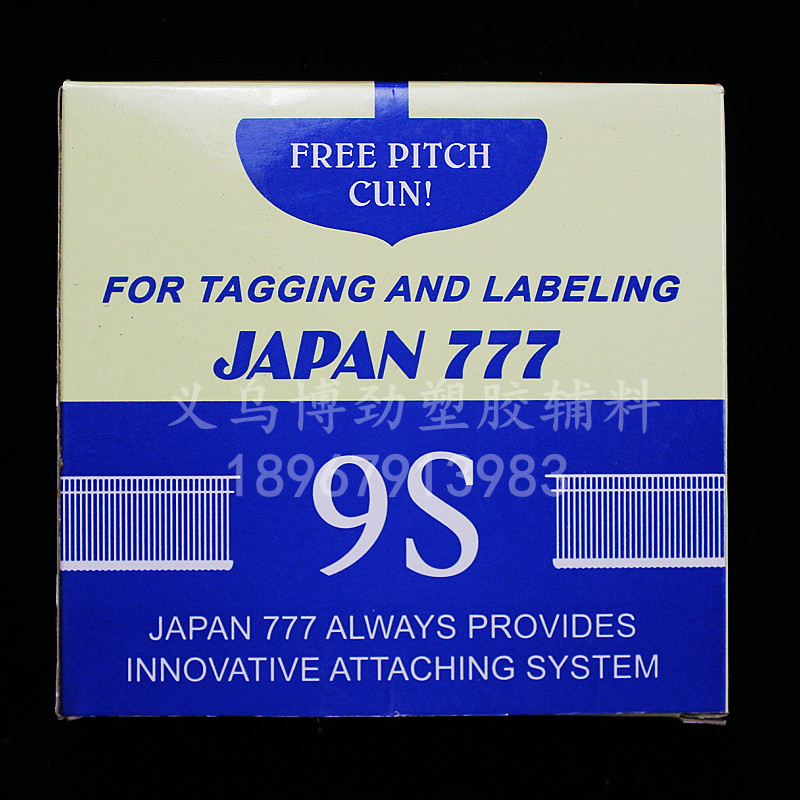 FREE PITCH
CUN!
FOR TAGGING AND LABELING
JAPAN 777
义乌博劲塑胶辅料
18967913983
9S
JAPAN 777 ALWAYS PROVIDES
INNOVATIVE ATTACHING SYSTEM